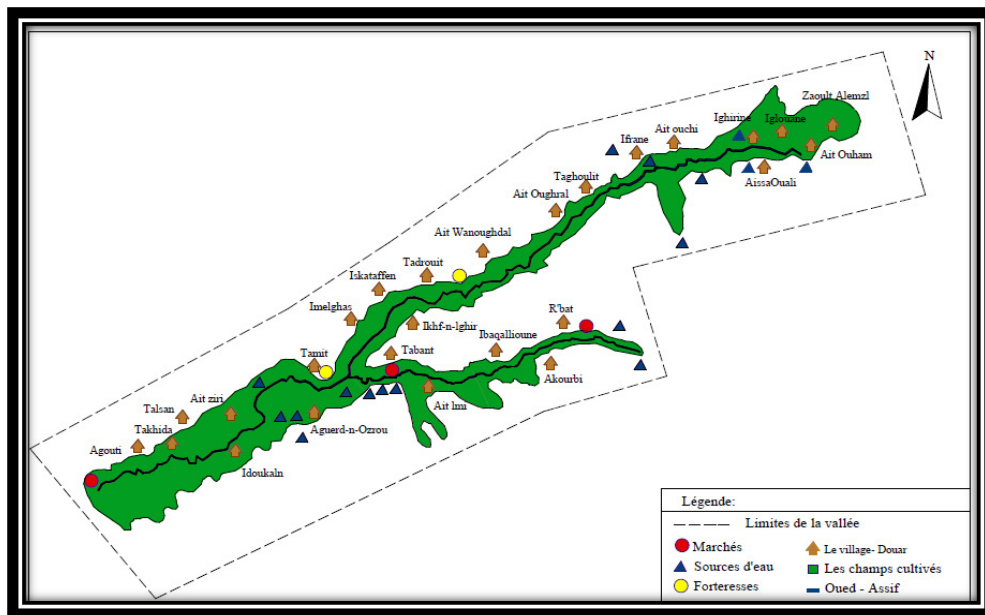 N
Zaoult Alemzl
Ighirine
Iglouane
Ait ouchi
Ifrane
Ait Ouham
AissaOuali
Taghoulit
Ait Oughral
Ait Wanoughdal
Tadrouit
Iskataffen
Imelghas
Ikhf-n-lghir
R'bat
Ibaqallioune
Tabant
Tamit
Akourbi
Ait lmi
Ait ziri
Talsan
Takhida
Aguerd-n-Ozrou
Agouti
Idoukaln
Légende:
Limites de la vallée
Marchés
Le village- Douar
Sources d'eau
Les champs cultivés
Forteresses
Oued - Assif